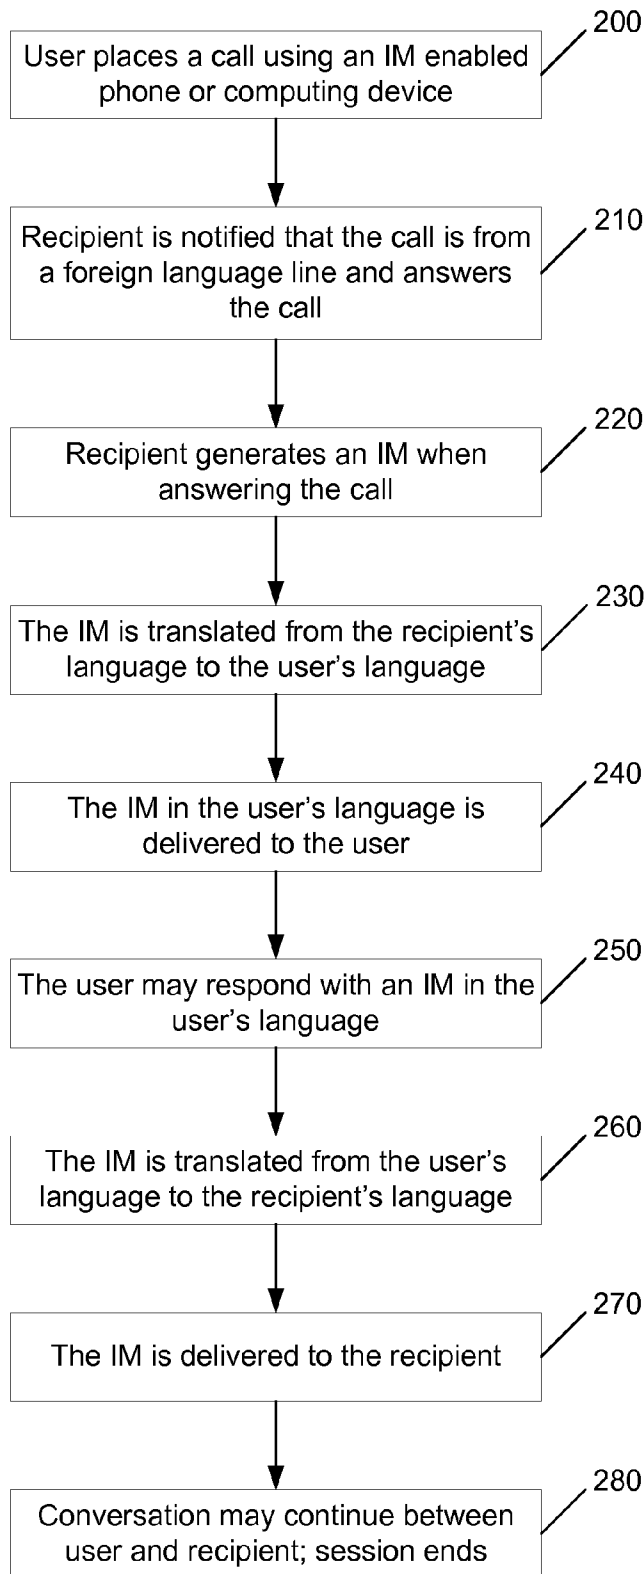 200
User places a call using an IM enabled
phone or computing device
210
Recipient is notified that the call is from
a foreign language line and answers
the call
220
Recipient generates an IM when
answering the call
230
The IM is translated from the recipient's
language to the user's language
240
The IM in the user's language is
delivered to the user
250
The user may respond with an IM in the
user's language
260
The IM is translated from the user's
language to the recipient's language
270
The IM is delivered to the recipient
280
Conversation may continue between
user and recipient; session ends